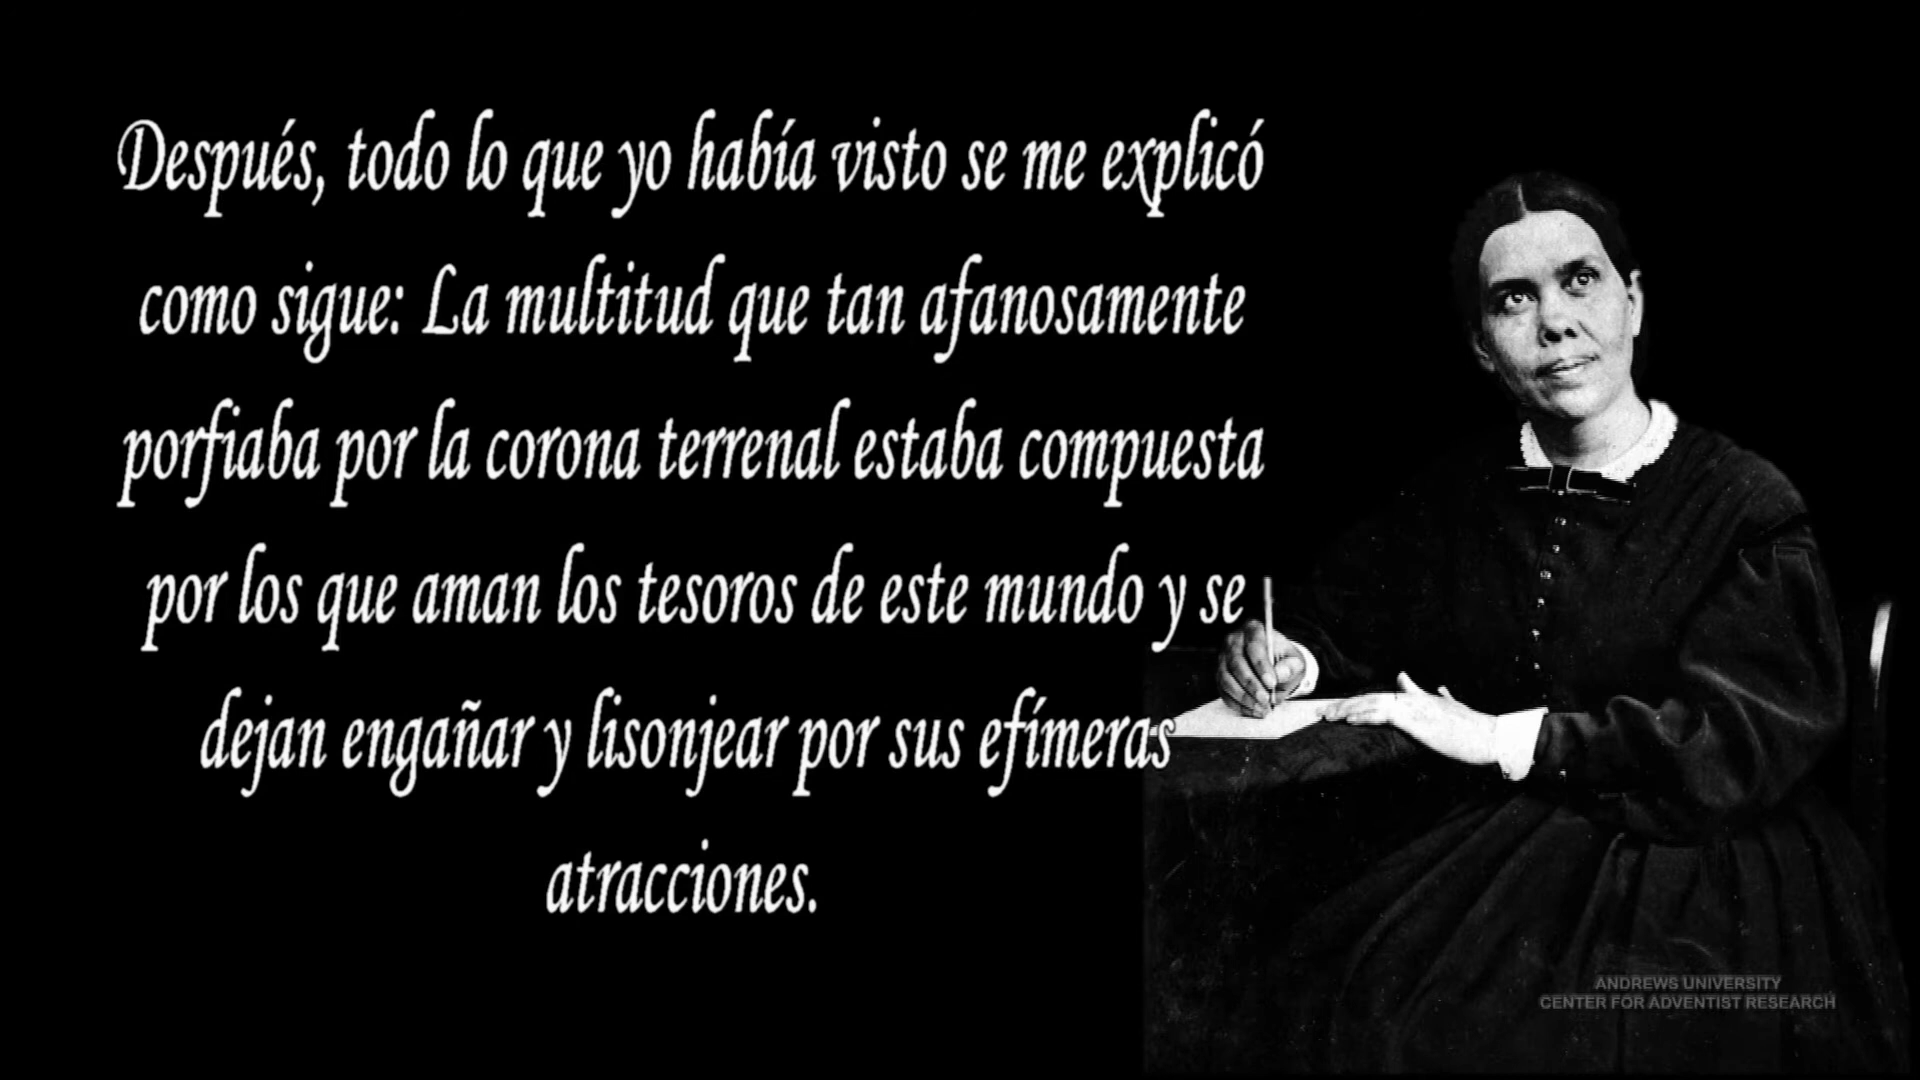 Después, todo lo que yo había visto se me explicó
como sigue: La multitud que tan afanosamente
porfiaba por la corona terrenal estaba compuesta
por los que aman los tesoros de este mundo y se
dejan engañar y lisonjear por sus efímeras
atracciones.
ANDREWS UNIVERSITY
CENTER FOR ADVENTIST RESEARCH